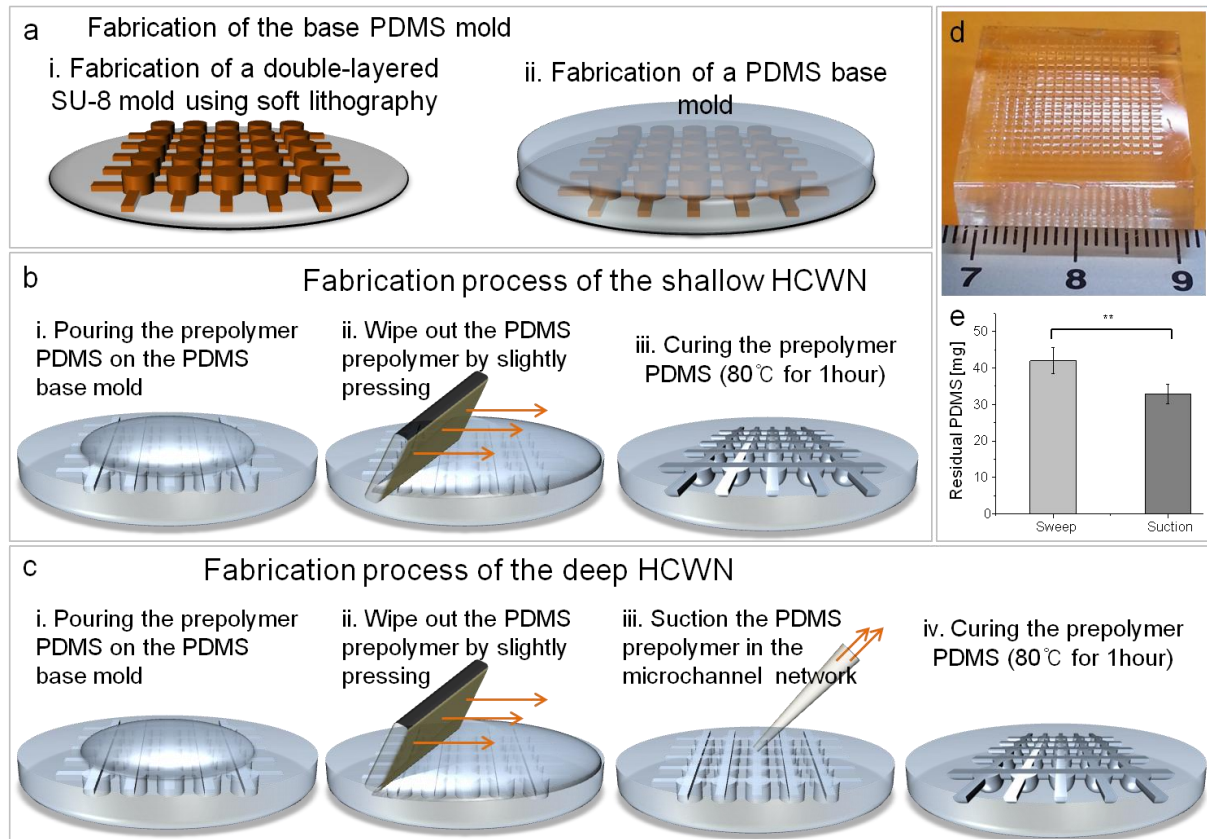 a
Fabrication of the base PDMS mold
i. Fabrication of a double-layered
SU-8 mold using soft lithography
ii. Fabrication of a PDMS base
mold
b
Fabrication process of the shallow HCWN
i. Pouring the prepolymer
PDMS on the PDMS
base mold
ii. Wipe out the PDMS
prepolymer by slightly
pressing
iii. Curing the prepolymer
PDMS (80℃ for 1hour)
c
Fabrication process of the deep HCWN
i. Pouring the prepolymer
PDMS on the PDMS
base mold
ii. Wipe out the PDMS
prepolymer by slightly
pressing
iii. Suction the PDMS
prepolymer in the
microchannel network
iv. Curing the prepolymer
PDMS (80℃ for 1hour)
d
7 8 9
e
Residual PDMS [mg]
50
40
30
20
10
0
**
Sweep Suction